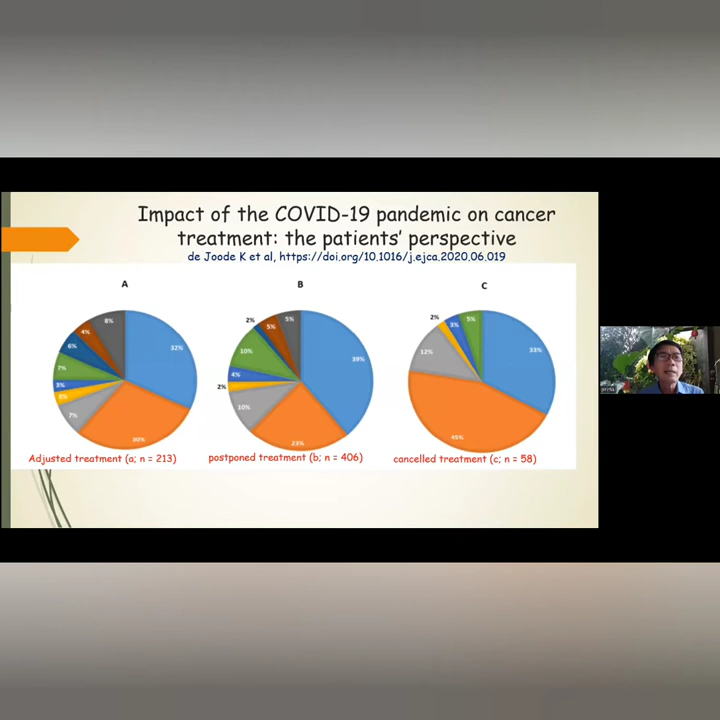 Impact of the COVID-19 pandemic on cancer
treatment: the patients' perspective
de Joode K et al, https://doi.org/10.1016/j.ejca.2020.06.019
A
B
C
8%
4%
6%
7%
3%
7%
30%
32%
2%
5%
5%
10%
4%
2%
10%
23%
39%
2%
3%
5%
12%
45%
33%
Adjusted treatment (a; n = 213)
postponed treatment (b; n = 406)
cancelled treatment (c; n = 58)